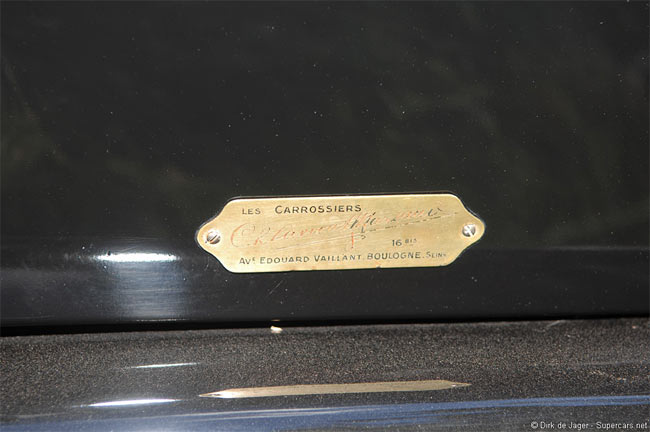 LES CARROSSIERS
16 BIS
AVE EDOUARD VAILLANT. BOULOGNE. SEINE
© Dirk de Jager - Supercars.net